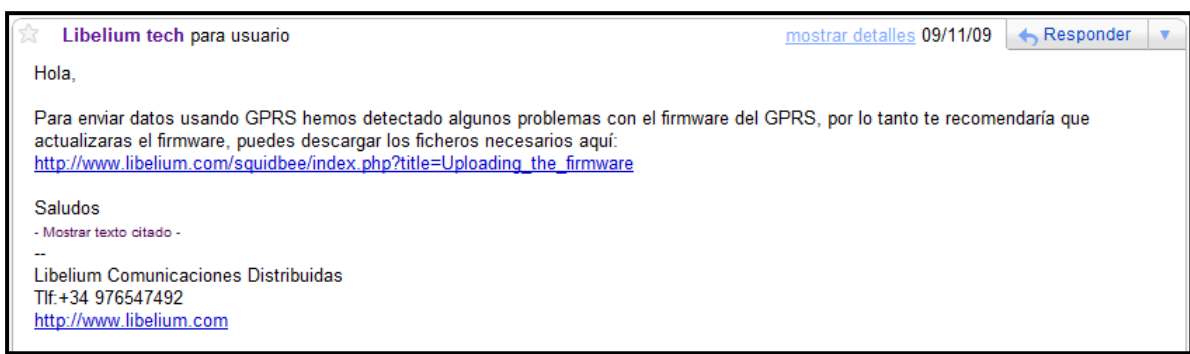 Libelium tech para usuario mostrar detalles 09/11/09 Responder
Hola,
Para enviar datos usando GPRS hemos detectado algunos problemas con el firmware del GPRS, por lo tanto te recomendaría que
actualizaras el firmware, puedes descargar los ficheros necesarios aquí:
http://www.libelium.com/squidbee/index.php?title=Uploading_the_firmware
Saludos
- Mostrar texto citado -
--
Libelium Comunicaciones Distribuidas
Tlf:+34 976547492
http://www.libelium.com